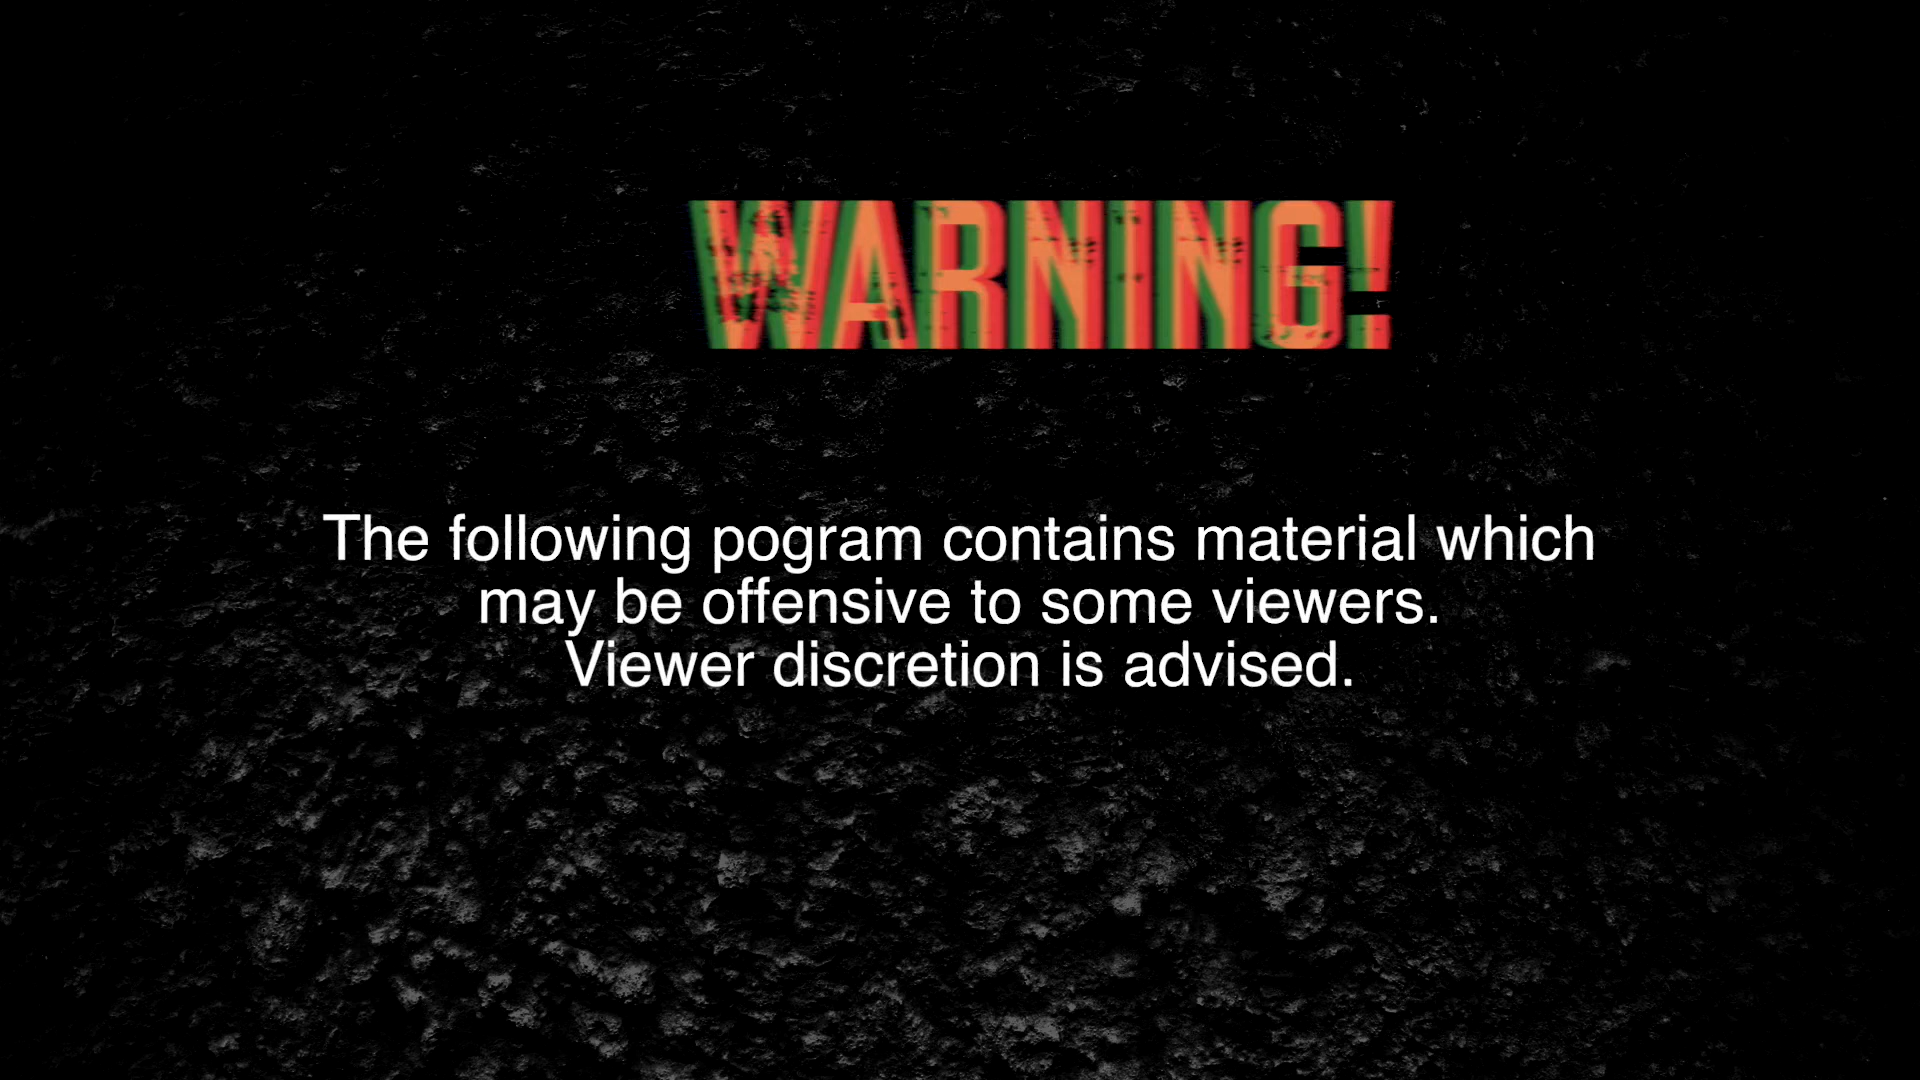 WARNING!
The following pogram contains material which
may be offensive to some viewers.
Viewer discretion is advised.